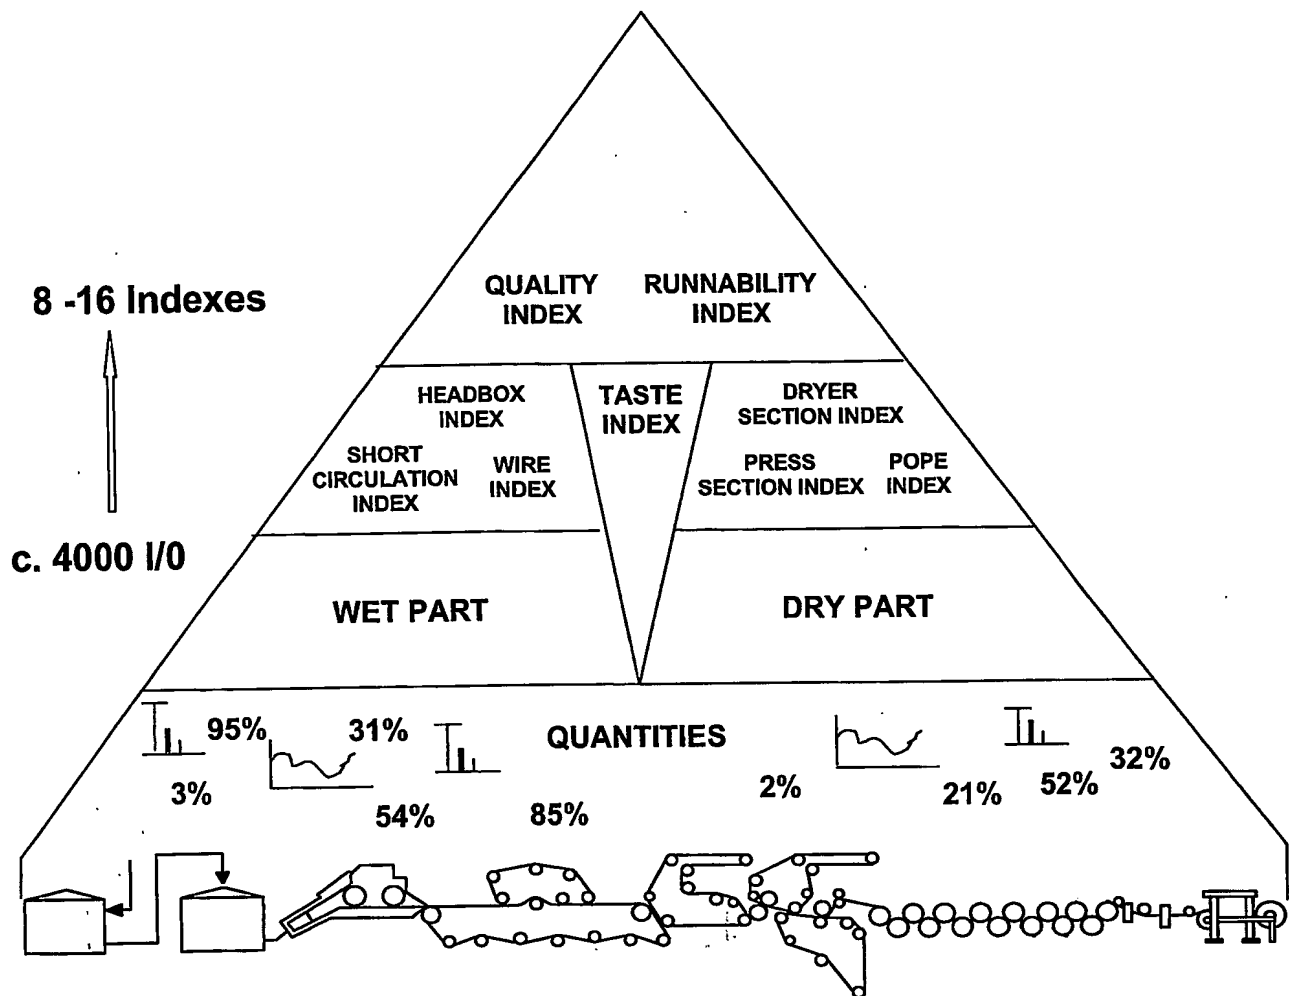 8 -16 Indexes
c. 4000 I/0
QUALITY
INDEX
RUNNABILITY
INDEX
HEADBOX
INDEX
SHORT
CIRCULATION
INDEX
WIRE
INDEX
TASTE
INDEX
DRYER
SECTION INDEX
PRESS
SECTION INDEX
POPE
INDEX
WET PART
DRY PART
QUANTITIES
95%
31%
3%
54%
85%
2%
21%
52%
32%